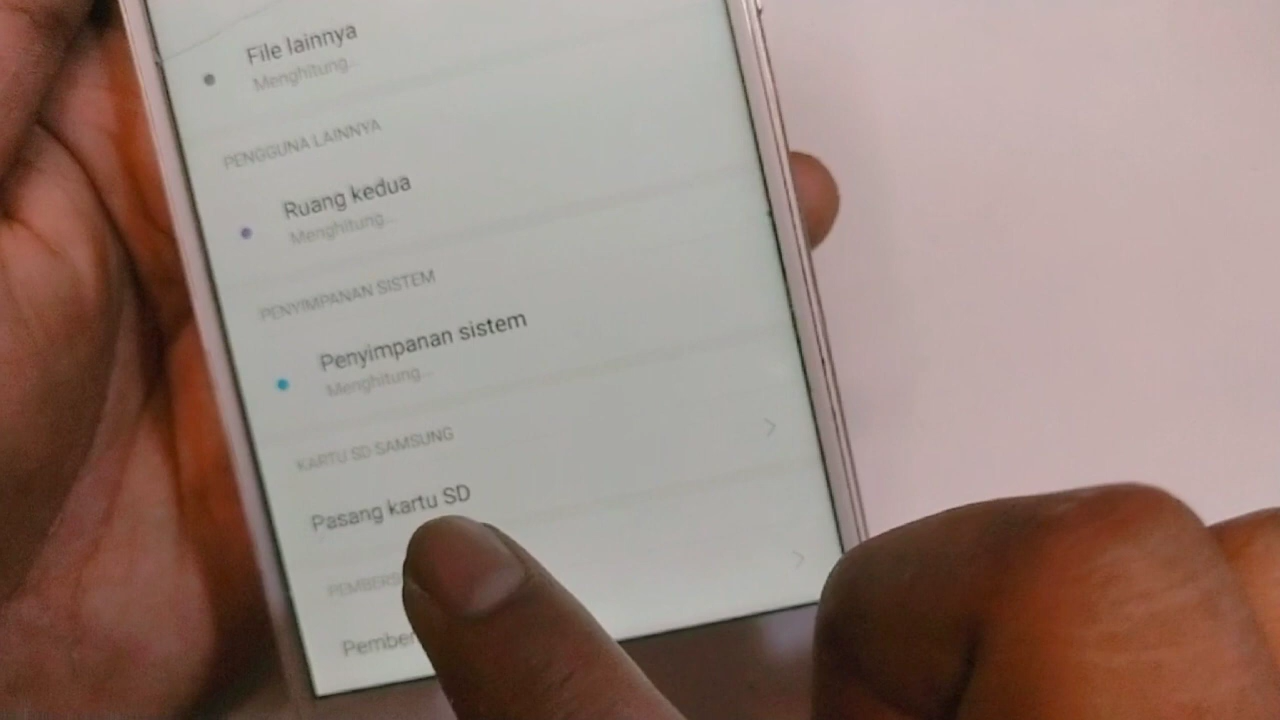 File lainnya
Menghitung...
PENGGUNA LAINNYA
Ruang kedua
Menghitung...
PENYIMPANAN SISTEM
Penyimpanan sistem
Menghitung...
KARTU SD SAMSUNG
Pasang kartu SD